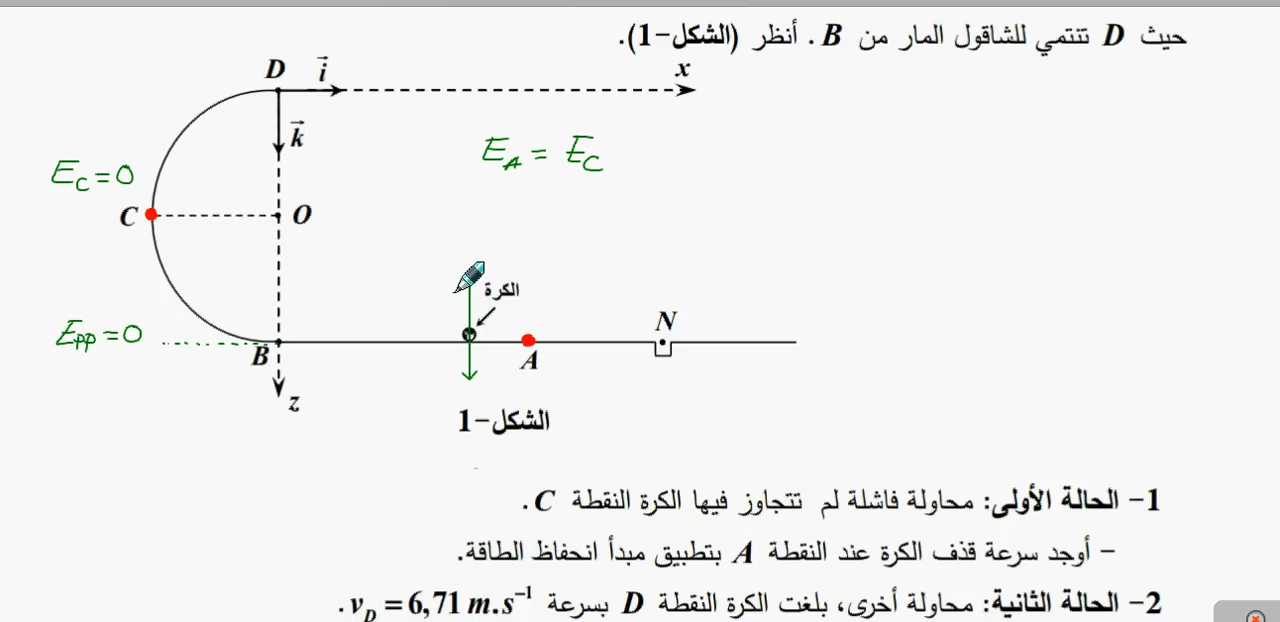 حيث D تنتمي للشاقول المار من B . أنظر (الشكل-1).
D i x
k
E_A = E_C
E_C = 0
C O
الكرة
E_PP = 0
N
B A
z
الشكل-1
1- الحالة الأولى: محاولة فاشلة لم تتجاوز فيها الكرة النقطة C .
- أوجد سرعة قذف الكرة عند النقطة A بتطبيق مبدأ انحفاظ الطاقة.
2- الحالة الثانية: محاولة أخرى، بلغت الكرة النقطة D بسرعة v_D = 6,71 m.s⁻¹ .